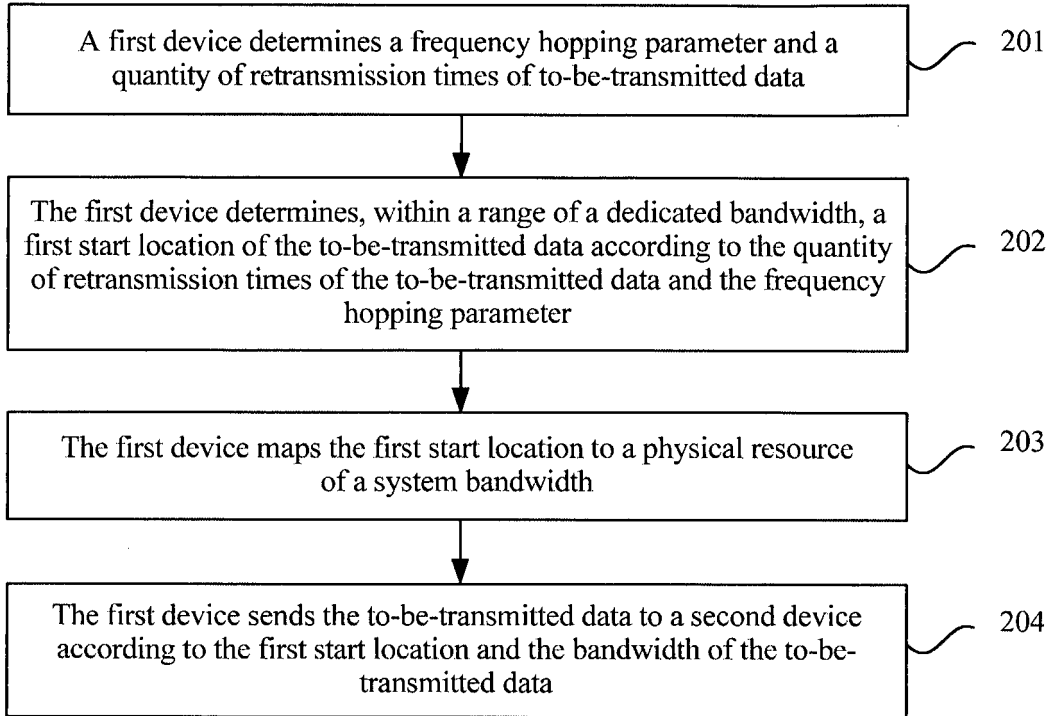 A first device determines a frequency hopping parameter and a
quantity of retransmission times of to-be-transmitted data
201
The first device determines, within a range of a dedicated bandwidth, a
first start location of the to-be-transmitted data according to the quantity
of retransmission times of the to-be-transmitted data and the frequency
hopping parameter
202
The first device maps the first start location to a physical resource
of a system bandwidth
203
The first device sends the to-be-transmitted data to a second device
according to the first start location and the bandwidth of the to-be-
transmitted data
204